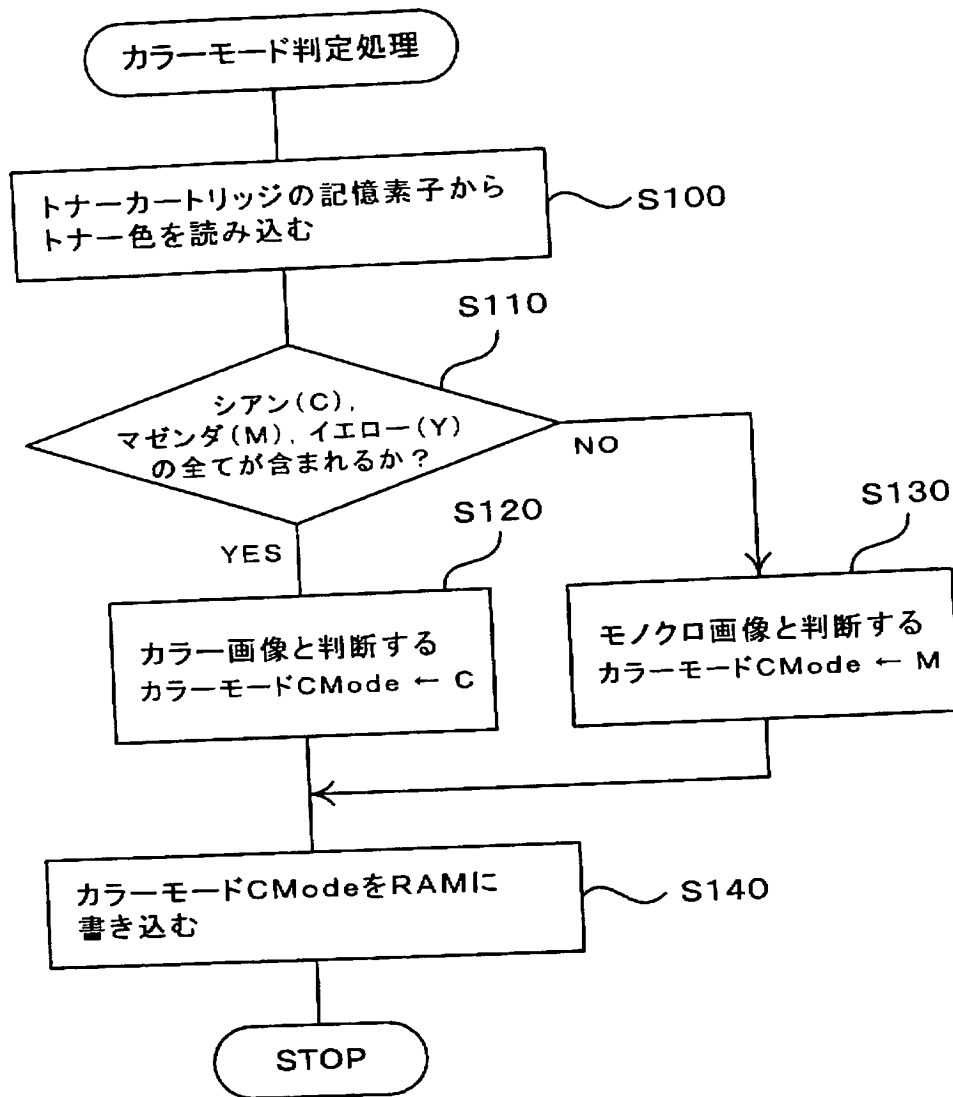 カラーモード判定処理
トナーカートリッジの記憶素子から
トナー色を読み込む
S100
S110
シアン(C),
マゼンダ(M), イエロー(Y)
の全てが含まれるか?
NO
YES
S120
カラー画像と判断する
カラーモードCMode ← C
S130
モノクロ画像と判断する
カラーモードCMode ← M
カラーモードCModeをRAMに
書き込む
S140
STOP